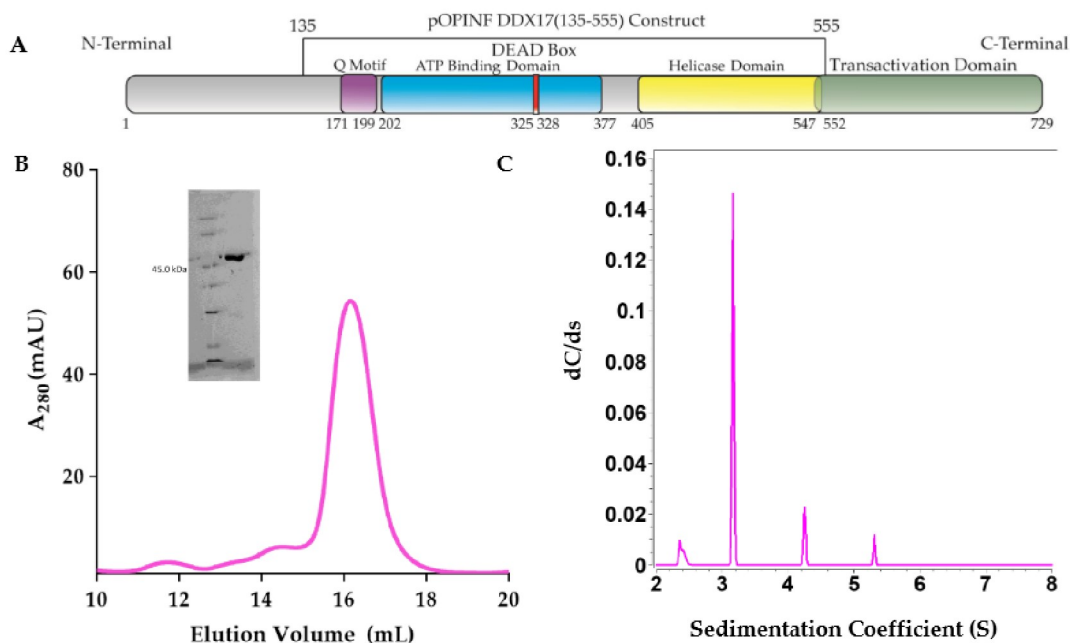 pOPINF DDX17(135-555) Construct
135 555
A N-Terminal C-Terminal
DEAD Box
Q Motif ATP Binding Domain Helicase Domain Transactivation Domain
1 171 199 202 325 328 377 405 547 552 729
B
80
60
40
20
A280 (mAU)
45.0 kDa
10 12 14 16 18 20
Elution Volume (mL)
C
0.16
0.14
0.12
0.1
0.08
0.06
0.04
0.02
0
dC/ds
2 3 4 5 6 7 8
Sedimentation Coefficient (S)